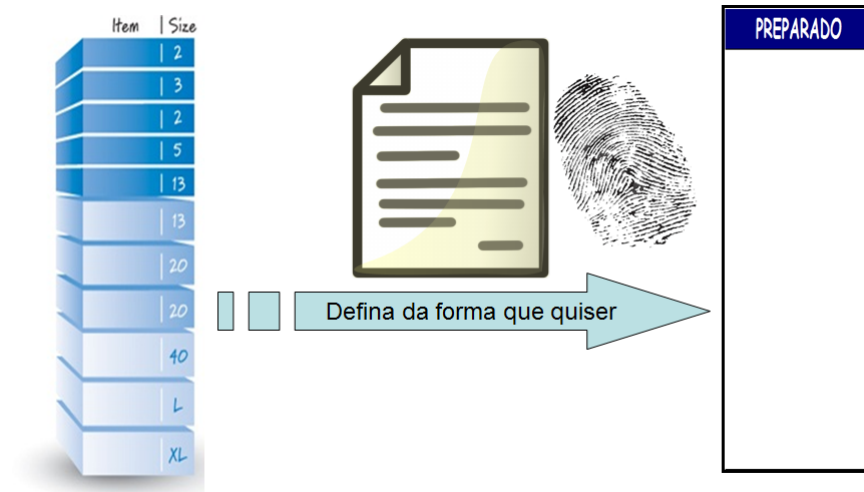 Item | Size
2
3
2
5
13
13
20
20
40
L
XL
Defina da forma que quiser
PREPARADO